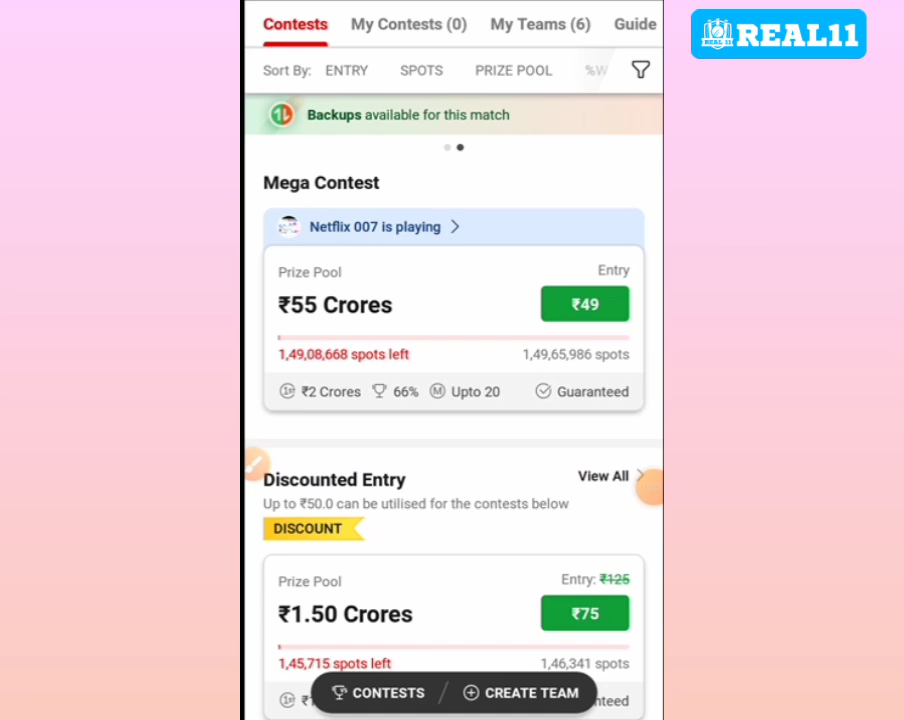 Contests My Contests (0) My Teams (6) Guide
REAL11
Sort By: ENTRY SPOTS PRIZE POOL %W
Backups available for this match
Mega Contest
Netflix 007 is playing
Prize Pool Entry
₹55 Crores ₹49
1,49,08,668 spots left 1,49,65,986 spots
1st ₹2 Crores 66% M Upto 20 Guaranteed
Discounted Entry View All
Up to ₹50.0 can be utilised for the contests below
DISCOUNT
Prize Pool Entry: ₹125
₹1.50 Crores ₹75
1,45,715 spots left 1,46,341 spots
CONTESTS CREATE TEAM